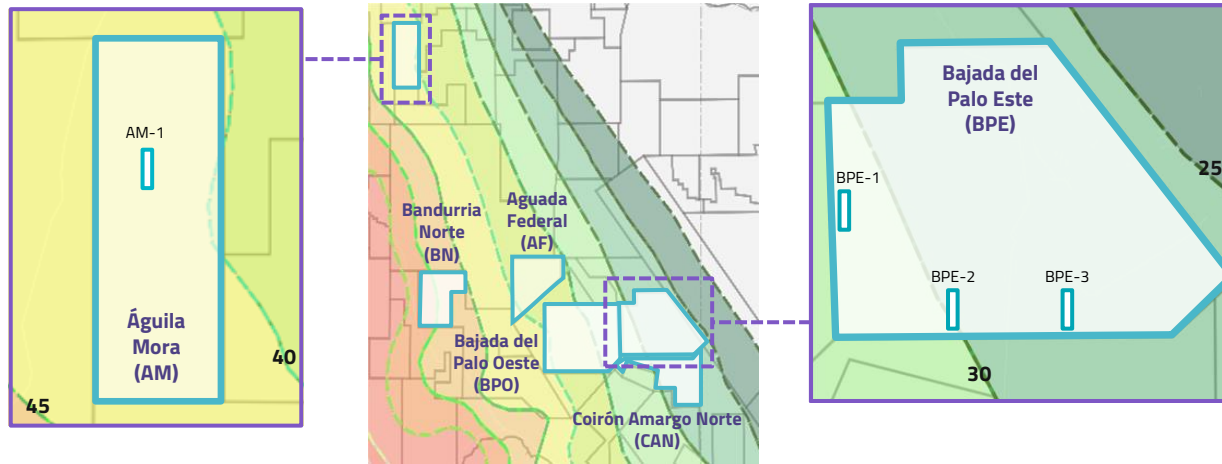 AM-1
Águila
Mora
(AM)
40
45
Bandurria
Norte
(BN)
Aguada
Federal
(AF)
Bajada del
Palo Oeste
(BPO)
Coirón Amargo Norte
(CAN)
Bajada del
Palo Este
(BPE)
25
BPE-1
BPE-2
BPE-3
30